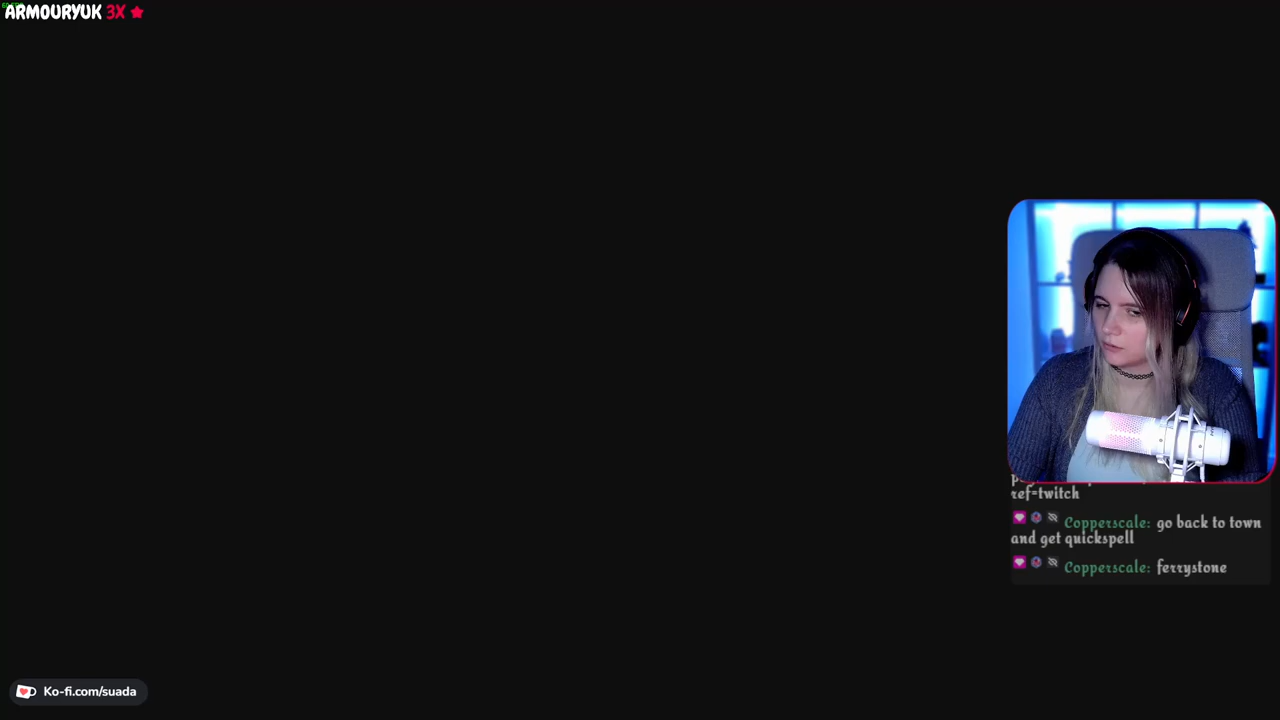 ARMOURYUK 3X
ref=twitch
Copperscale: go back to town
and get quickspell
Copperscale: ferrystone
Ko-fi.com/suada